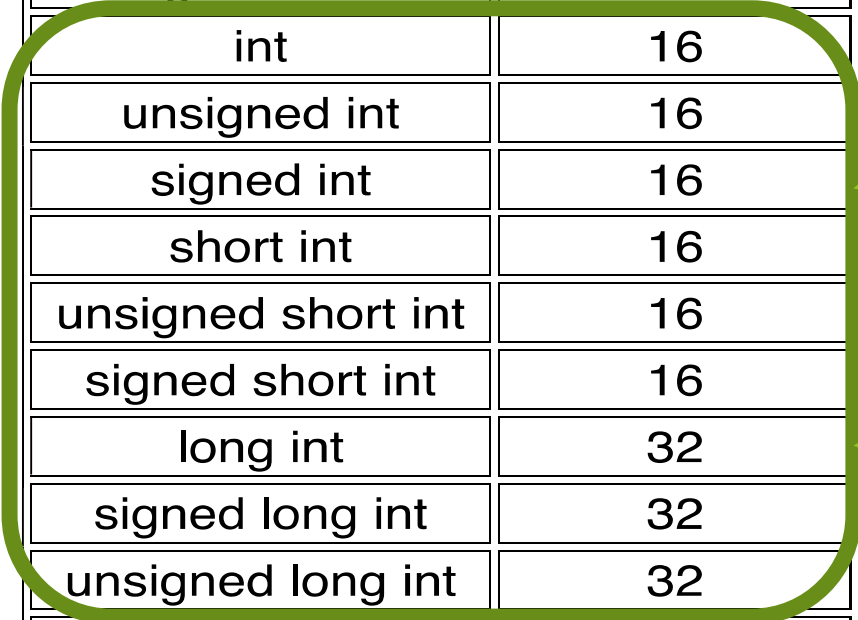 int 16
unsigned int 16
signed int 16
short int 16
unsigned short int 16
signed short int 16
long int 32
signed long int 32
unsigned long int 32